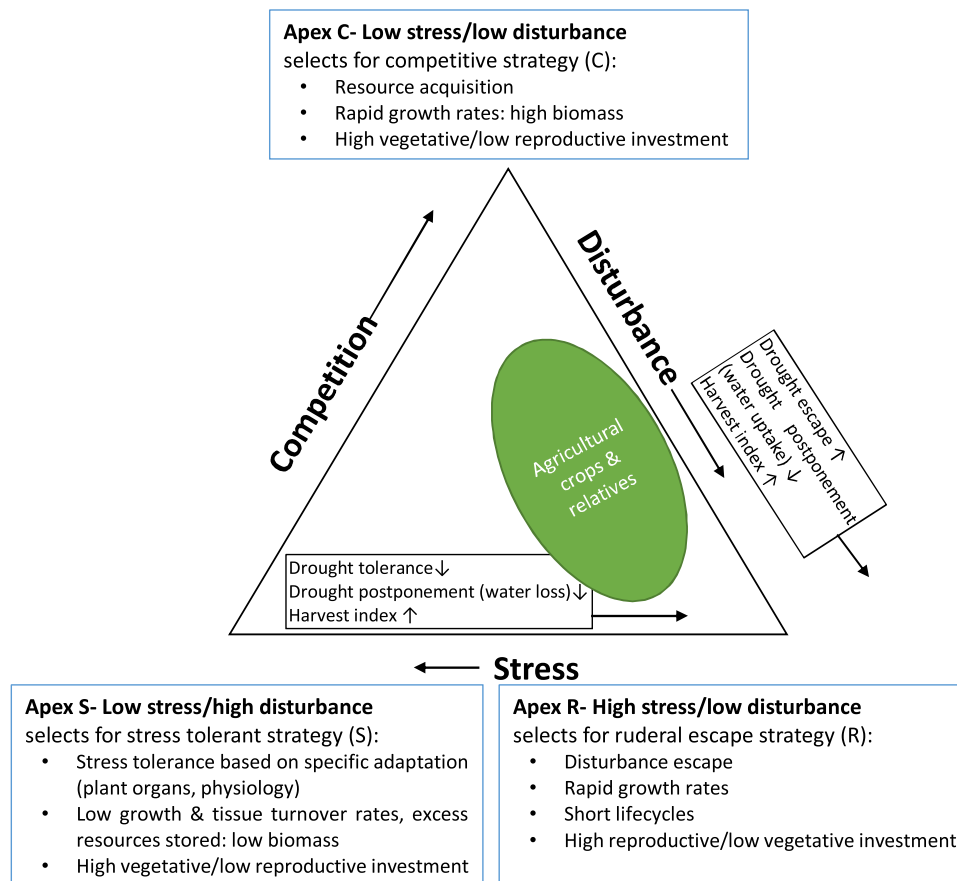 Apex C- Low stress/low disturbance
selects for competitive strategy (C):
• Resource acquisition
• Rapid growth rates: high biomass
• High vegetative/low reproductive investment
Competition
Disturbance
Drought escape ↑
Drought postponement
(water uptake) ↓
Harvest index ↑
Agricultural
crops &
relatives
Drought tolerance↓
Drought postponement (water loss)↓
Harvest index ↑
Stress
Apex S- Low stress/high disturbance
selects for stress tolerant strategy (S):
• Stress tolerance based on specific adaptation
(plant organs, physiology)
• Low growth & tissue turnover rates, excess
resources stored: low biomass
• High vegetative/low reproductive investment
Apex R- High stress/low disturbance
selects for ruderal escape strategy (R):
• Disturbance escape
• Rapid growth rates
• Short lifecycles
• High reproductive/low vegetative investment